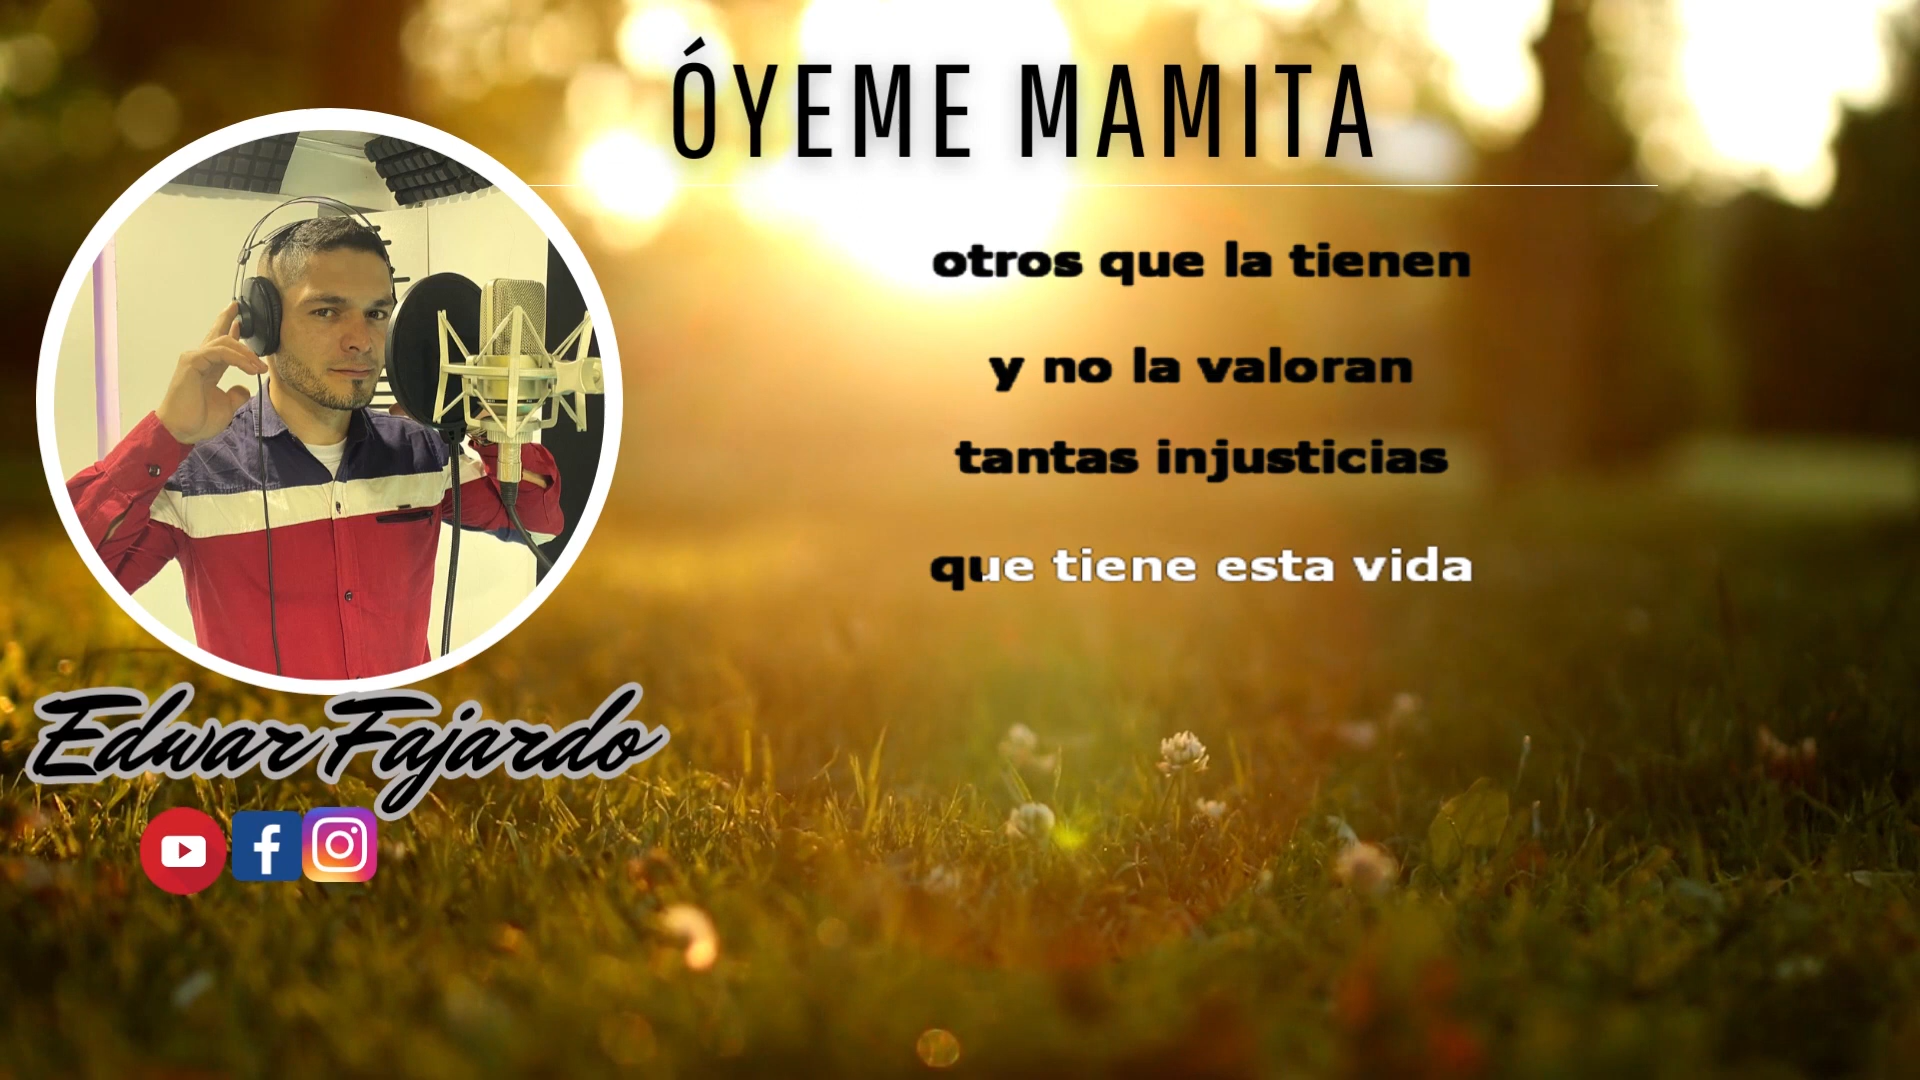 ÓYEME MAMITA
otros que la tienen
y no la valoran
tantas injusticias
que tiene esta vida
Edwar Fajardo